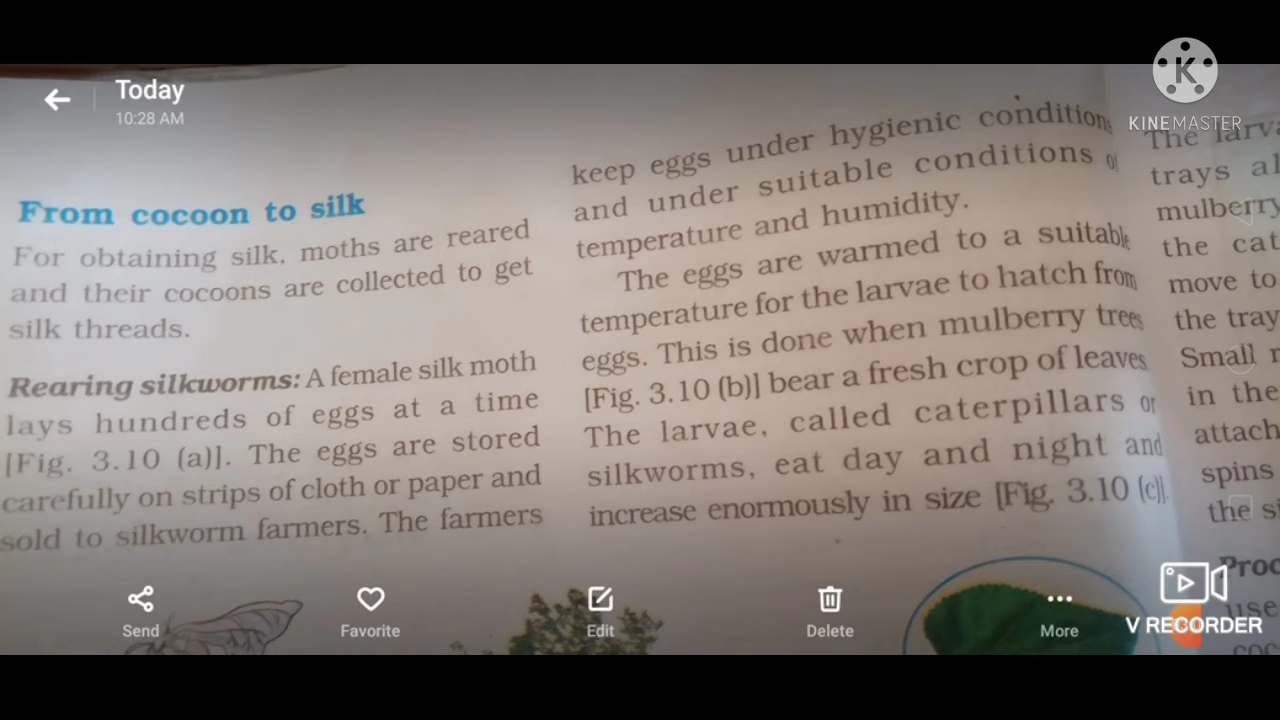 Today
10:28 AM
KINEMASTER
From cocoon to silk
For obtaining silk, moths are reared
and their cocoons are collected to get
silk threads.
Rearing silkworms: A female silk moth
lays hundreds of eggs at a time
[Fig. 3.10 (a)]. The eggs are stored
carefully on strips of cloth or paper and
sold to silkworm farmers. The farmers
keep eggs under hygienic conditions
and under suitable conditions of
temperature and humidity.
The eggs are warmed to a suitable
temperature for the larvae to hatch from
eggs. This is done when mulberry trees
[Fig. 3.10 (b)] bear a fresh crop of leaves
The larvae, called caterpillars or
silkworms, eat day and night and
increase enormously in size [Fig. 3.10 (c)].
The
trays
mulberry
the
move to
the tray
Small
in the
attach
spins
the
use
Send
Favorite
Edit
Delete
More
V RECORDER